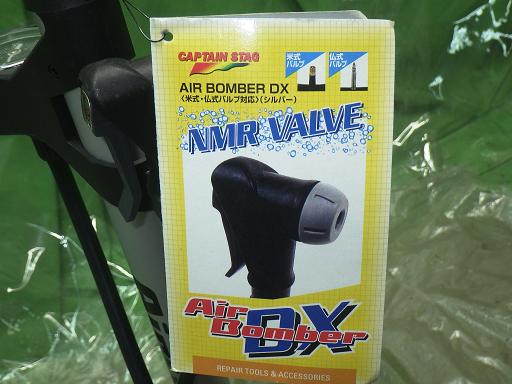 CAPTAIN STAG
米式
バルブ
仏式
バルブ
AIR BOMBER DX
〈米式・仏式バルブ対応〉(シルバー)
NMR VALVE
Air
Bomber
DX
REPAIR TOOLS & ACCESSORIES